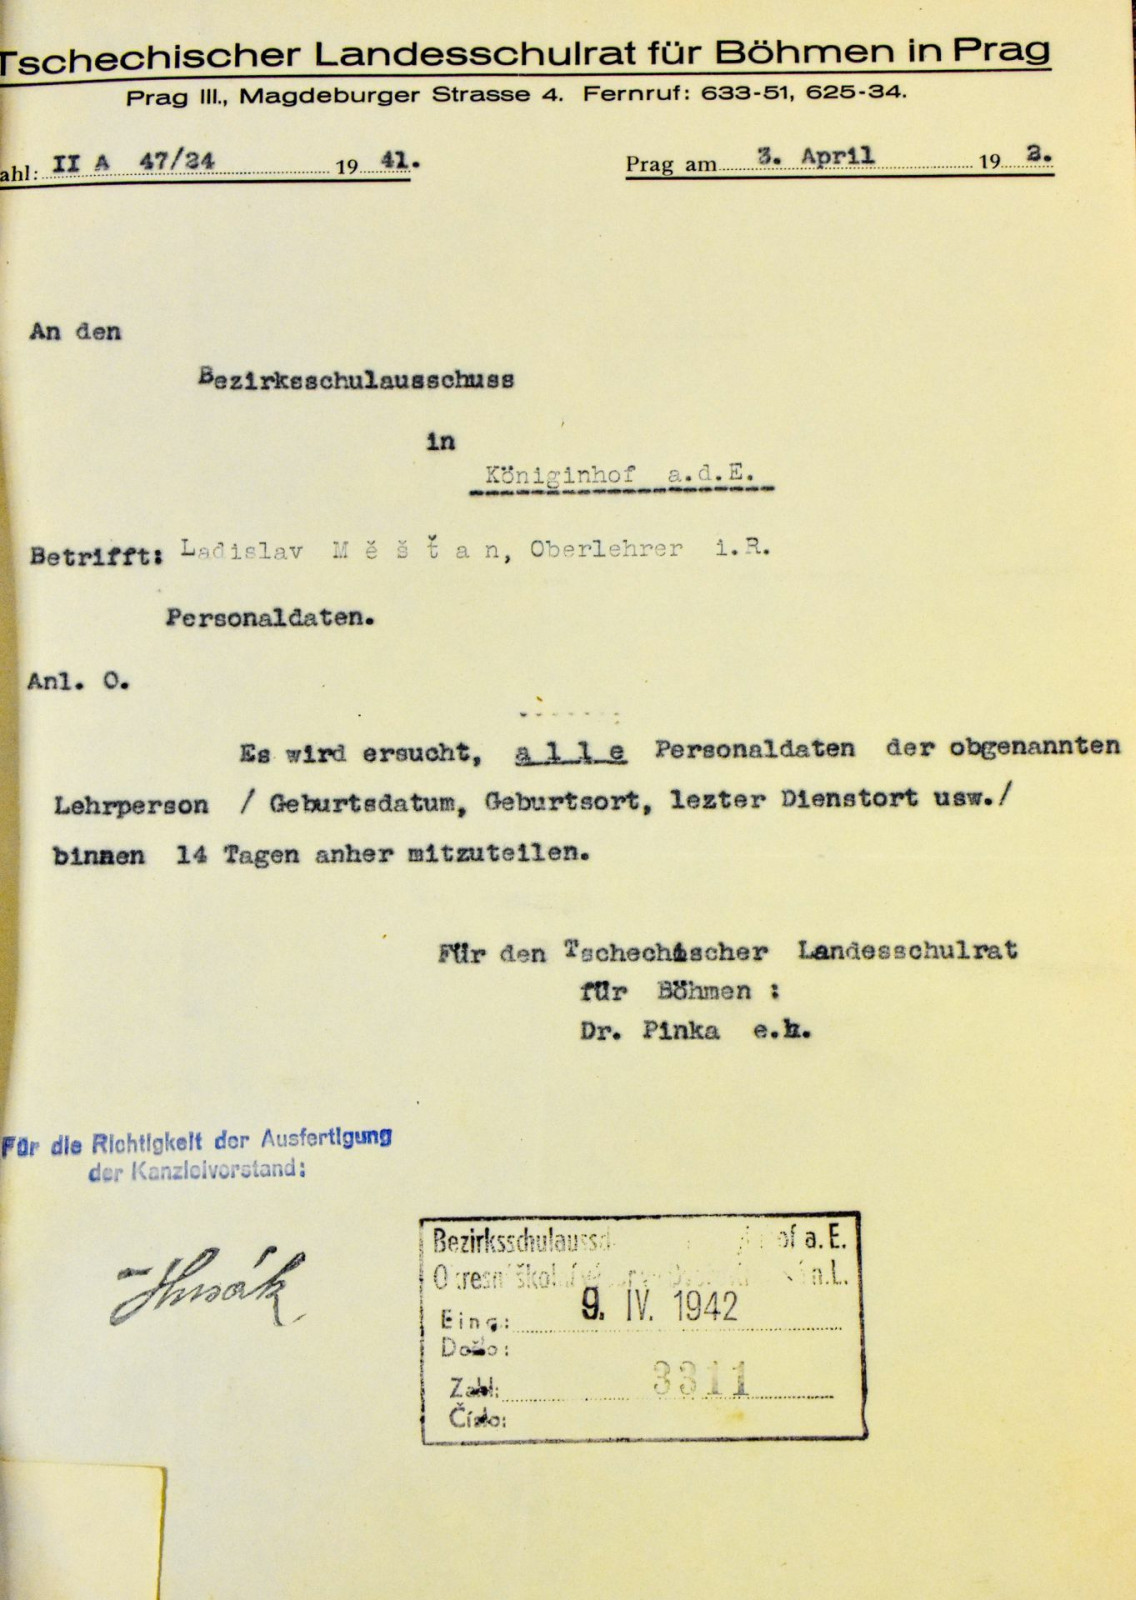 Tschechischer Landesschulrat für Böhmen in Prag
Prag III., Magdeburger Strasse 4. Fernruf: 633-51, 625-34.
ahl: II A 47/24 19 41. Prag am 3. April 19
An den
Bezirksschulausschuss
in
Königinhof a.d.E.
Betrifft: Ladislav M ě š ť a n, Oberlehrer i.R.
Personaldaten.
Anl. 0.
Es wird ersucht, a l l e Personaldaten der obgenannten
Lehrperson / Geburtsdatum, Geburtsort, lezter Dienstort usw./
binnen 14 Tagen anher mitzuteilen.
Für den Tschechischer Landesschulrat
für Böhmen :
Dr. Pinka e.h.
Für die Richtigkeit der Ausfertigung
der Kanzleivorstand:
a. E.
a.L.
Eing.: 9. IV. 1942
Došlo:
Zahl: 3311
Číslo: